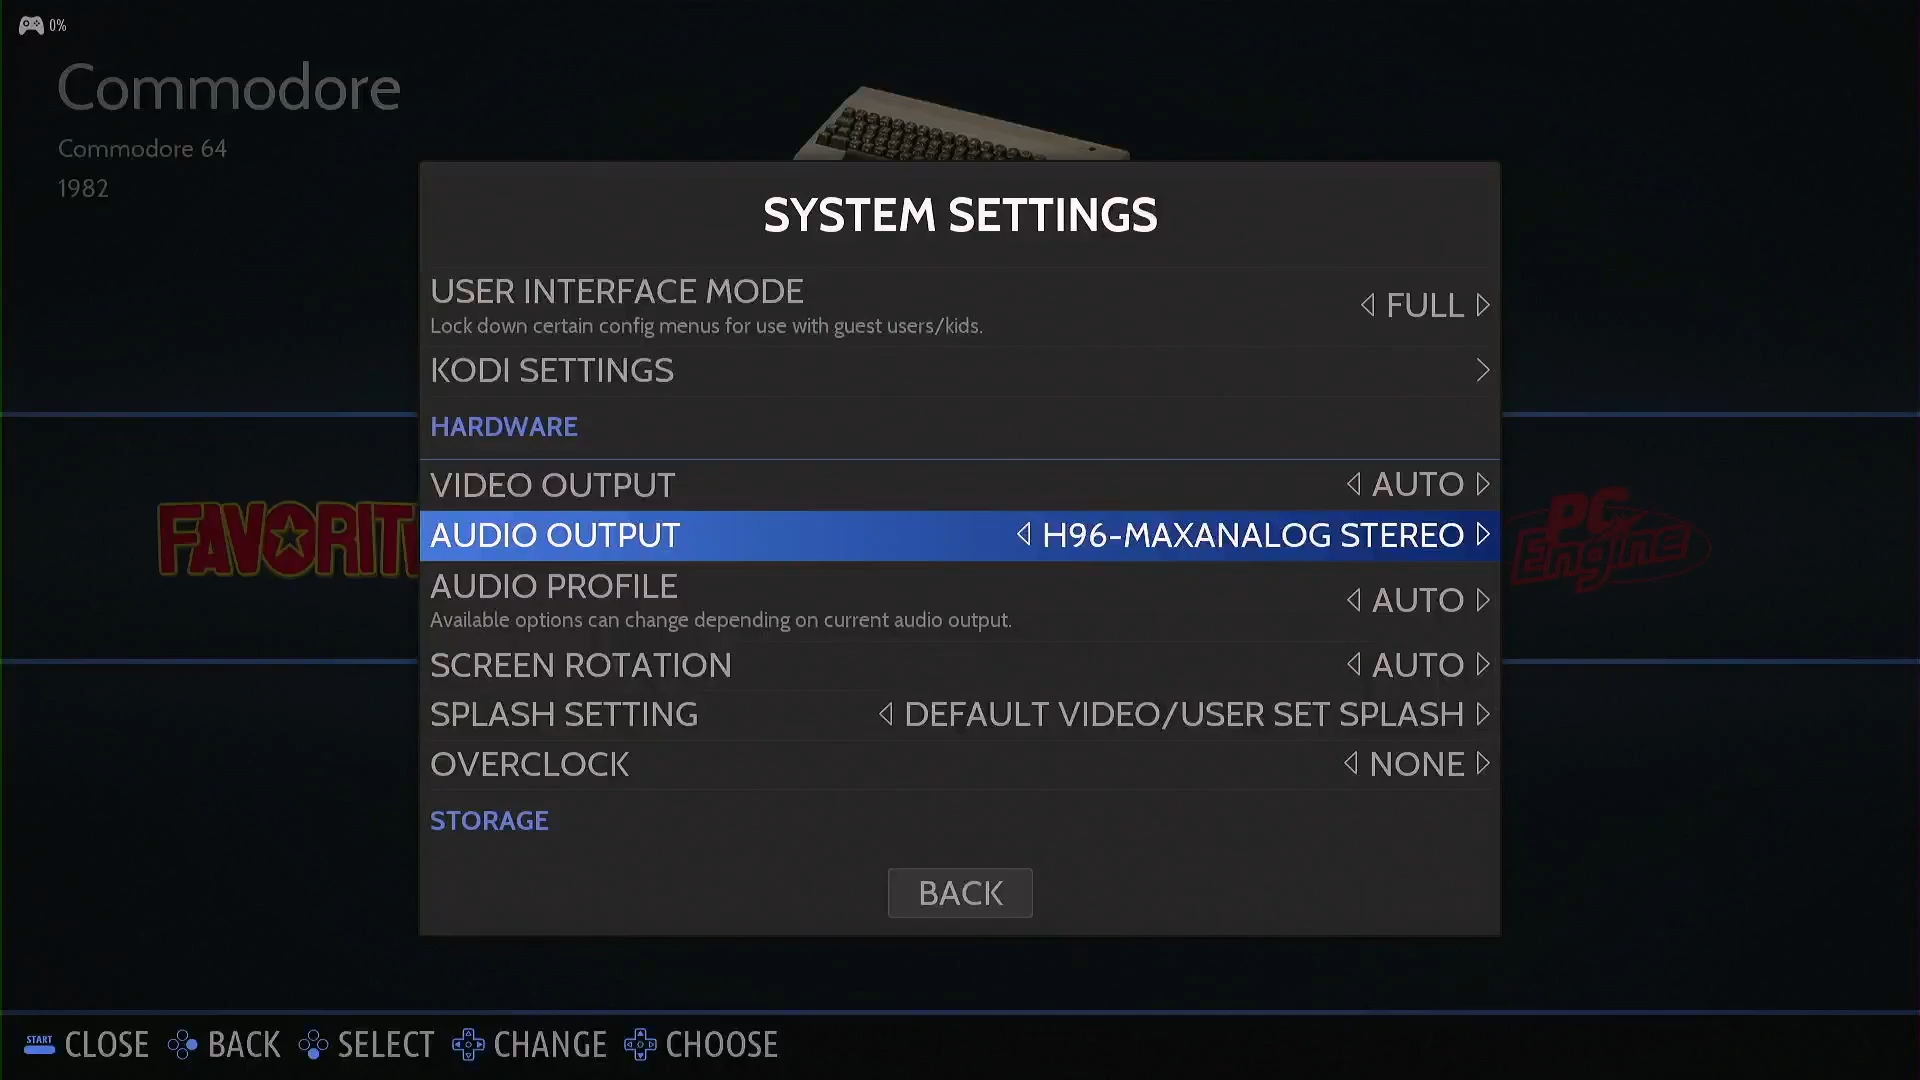 0%
Commodore
Commodore 64
1982
SYSTEM SETTINGS
USER INTERFACE MODE
FULL
Lock down certain config menus for use with guest users/kids.
KODI SETTINGS
HARDWARE
VIDEO OUTPUT
AUTO
FAVORIT
AUDIO OUTPUT
H96-MAXANALOG STEREO
PC
Engine
AUDIO PROFILE
AUTO
Available options can change depending on current audio output.
SCREEN ROTATION
AUTO
SPLASH SETTING
DEFAULT VIDEO/USER SET SPLASH
OVERCLOCK
NONE
STORAGE
BACK
START CLOSE BACK SELECT CHANGE CHOOSE